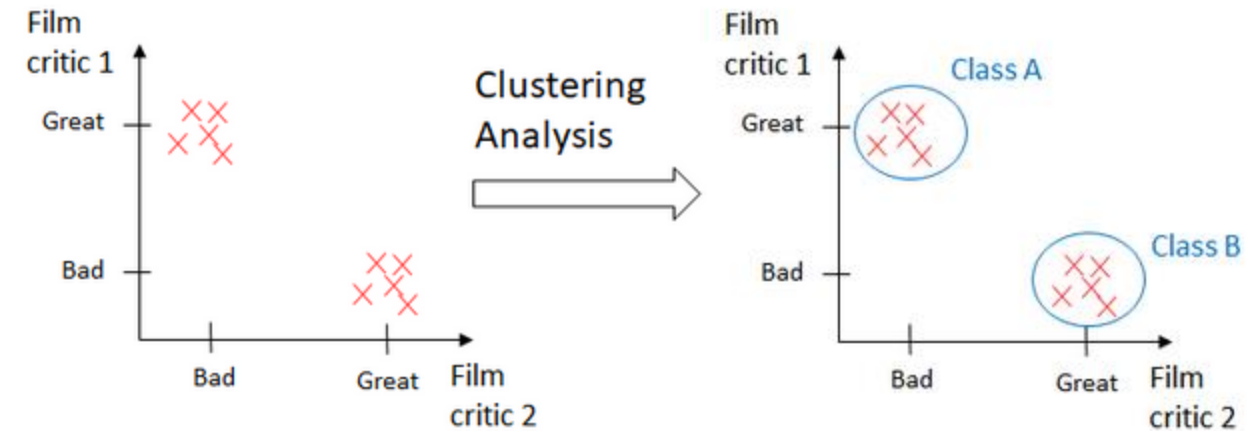 Film
critic 1
Great
Bad
Bad
Great
Film
critic 2
Clustering
Analysis
Film
critic 1
Class A
Great
Class B
Bad
Bad
Great
Film
critic 2